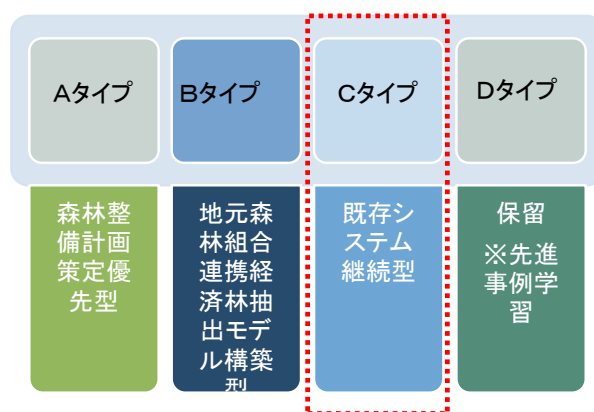 Aタイプ
Bタイプ
Cタイプ
Dタイプ
森林整
備計画
策定優
先型
地元森
林組合
連携経
済林抽
出モデ
ル構築
型
既存シ
ステム
継続型
保留
※先進
事例学
習